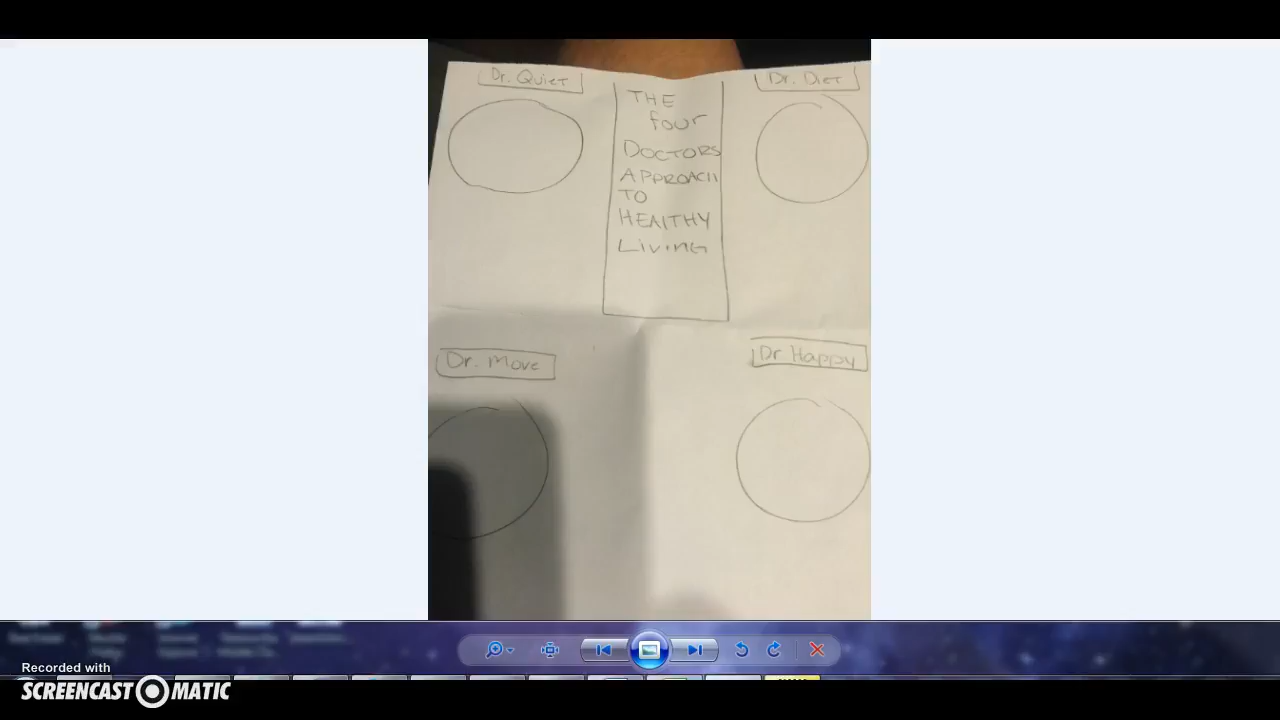 Dr. Quiet
Dr. Diet
THE
four
DOCTORS
APPROACH
TO
HEALTHY
LIVING
Dr. Move
Dr Happy
Recorded with
SCREENCAST MATIC